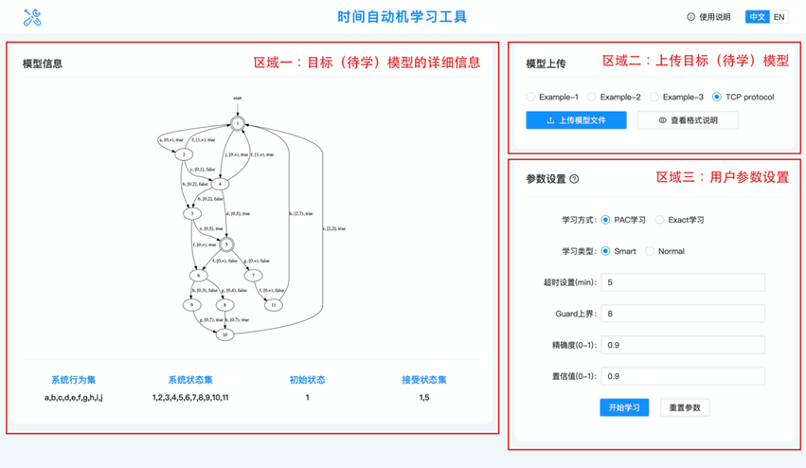 时间自动机学习工具
使用说明
中文 EN
模型信息
区域一：目标（待学）模型的详细信息
start
1
a, [0,∞), true
f, [1,∞), true
j, [0,∞), true
f, [1,∞), true
2
c, [0,1), false
4
b, [0,2], false
b, [0,2], false
3
d, [0,5], true
e, [0,5], true
5
f, [0,∞), true
f, [0,∞), false
g, [0,∞), false
6
7
h, [0,3), false
g, [0,4), false
f, [0,∞), true
9
8
11
g, [0,7), true
h, [0,7), true
10
h, [2,7), true
i, [2,2], true
系统行为集
系统状态集
初始状态
接受状态集
a,b,c,d,e,f,g,h,i,j
1,2,3,4,5,6,7,8,9,10,11
1
1,5
模型上传
区域二：上传目标（待学）模型
Example-1 Example-2 Example-3 TCP protocol
上传模型文件
查看格式说明
参数设置
区域三：用户参数设置
学习方式: PAC学习 Exact学习
学习类型: Smart Normal
超时设置(min): 5
Guard上界: 8
精确度(0-1): 0.9
置信值(0-1): 0.9
开始学习 重置参数